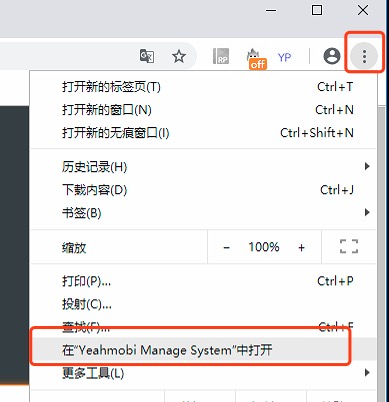 RP
off
YP
打开新的标签页(T) Ctrl+T
打开新的窗口(N) Ctrl+N
打开新的无痕窗口(I) Ctrl+Shift+N
历史记录(H)
下载内容(D) Ctrl+J
书签(B)
缩放 - 100% +
打印(P)... Ctrl+P
投射(C)...
查找(F)... Ctrl+F
在“Yeahmobi Manage System”中打开
更多工具(L)